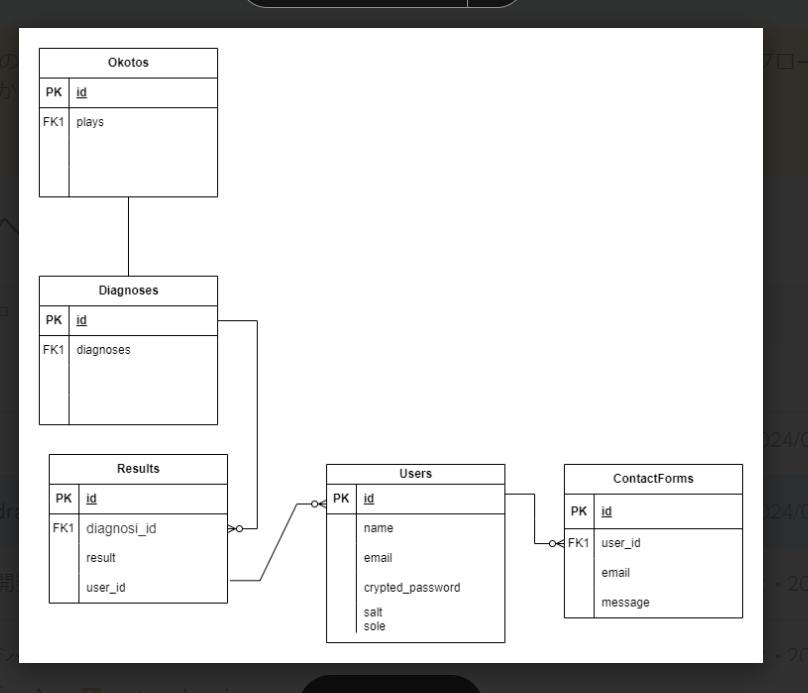 Okotos
PK id
FK1 plays
Diagnoses
PK id
FK1 diagnoses
Results
PK id
FK1 diagnosi_id
result
user_id
Users
PK id
name
email
crypted_password
salt
sole
ContactForms
PK id
FK1 user_id
email
message